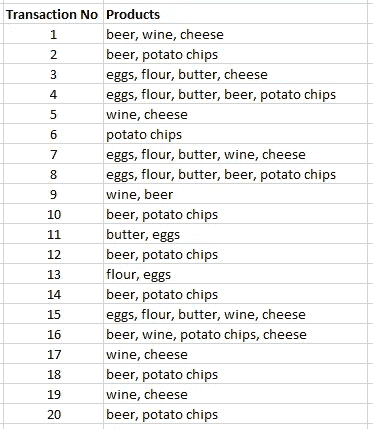 Transaction No Products
1 beer, wine, cheese
2 beer, potato chips
3 eggs, flour, butter, cheese
4 eggs, flour, butter, beer, potato chips
5 wine, cheese
6 potato chips
7 eggs, flour, butter, wine, cheese
8 eggs, flour, butter, beer, potato chips
9 wine, beer
10 beer, potato chips
11 butter, eggs
12 beer, potato chips
13 flour, eggs
14 beer, potato chips
15 eggs, flour, butter, wine, cheese
16 beer, wine, potato chips, cheese
17 wine, cheese
18 beer, potato chips
19 wine, cheese
20 beer, potato chips